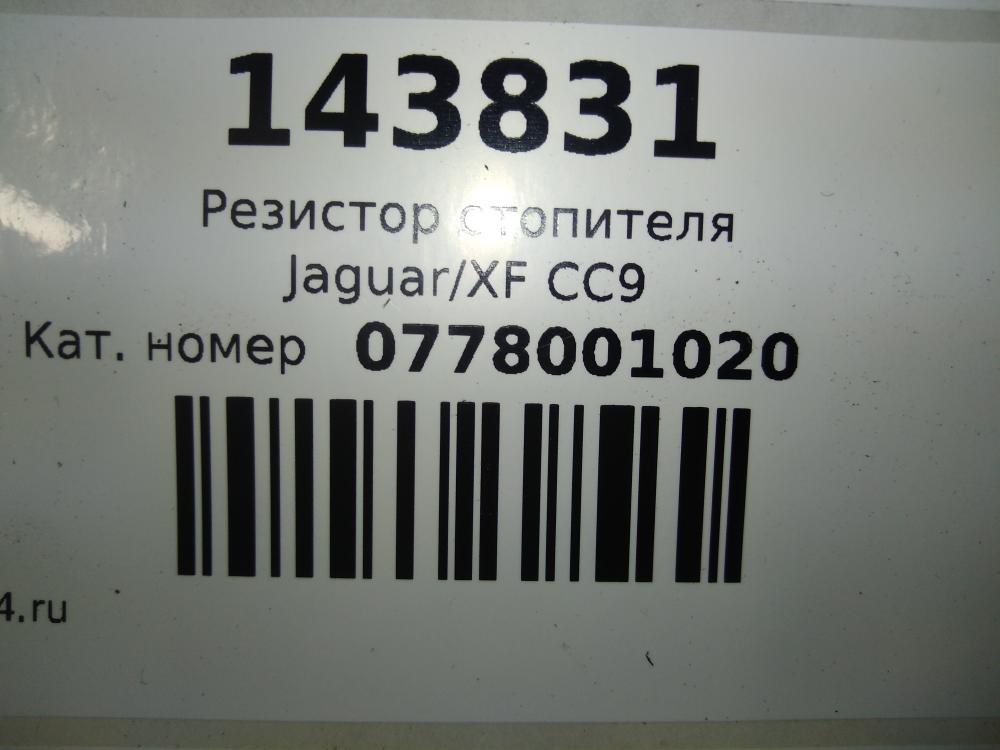 143831
Резистор отопителя
Jaguar/XF CC9
Кат. номер 0778001020
4.ru